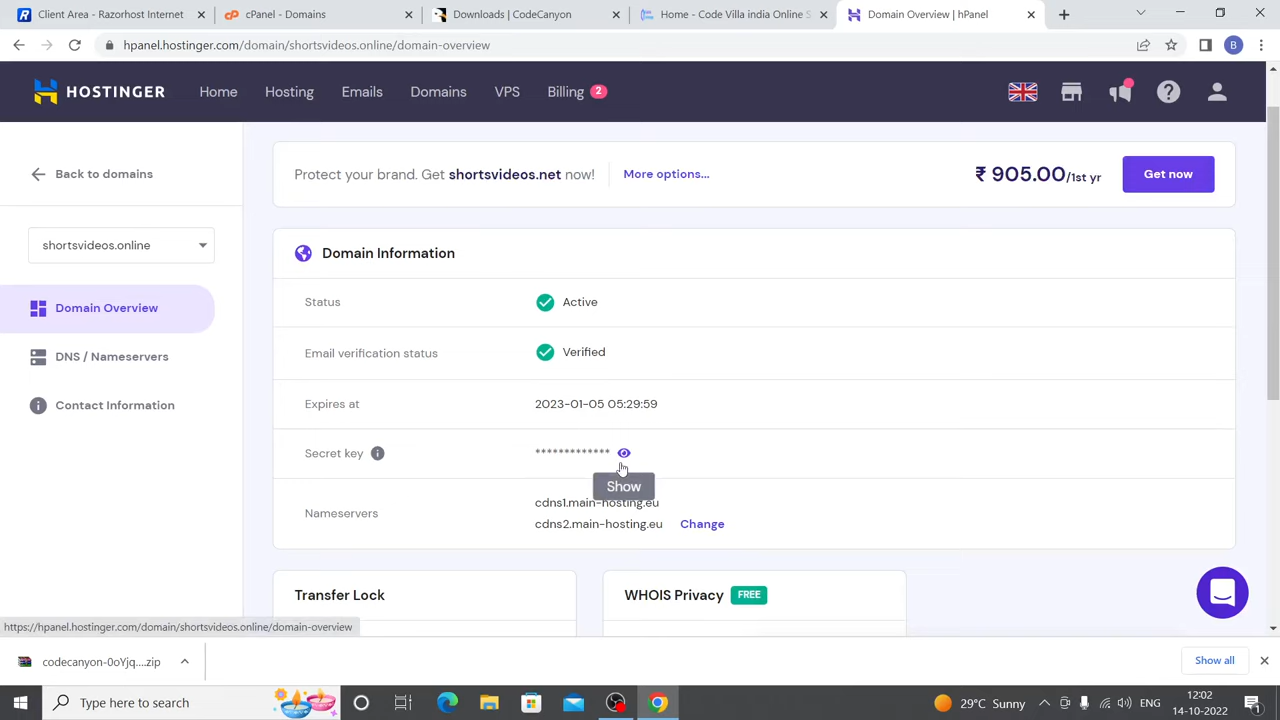 Client Area - Razorhost Internet
cPanel - Domains
Downloads | CodeCanyon
Home - Code Villa india Online S
Domain Overview | hPanel
hpanel.hostinger.com/domain/shortsvideos.online/domain-overview
B
HOSTINGER
Home
Hosting
Emails
Domains
VPS
Billing 2
Back to domains
Protect your brand. Get shortsvideos.net now!
More options...
₹ 905.00/1st yr
Get now
shortsvideos.online
Domain Overview
DNS / Nameservers
Contact Information
Domain Information
Status
Active
Email verification status
Verified
Expires at
2023-01-05 05:29:59
Secret key
*************
Show
Nameservers
cdns1.main-hosting.eu
cdns2.main-hosting.eu
Change
Transfer Lock
WHOIS Privacy FREE
https://hpanel.hostinger.com/domain/shortsvideos.online/domain-overview
codecanyon-0oYjq....zip
Show all
Type here to search
29°C Sunny
ENG
12:02
14-10-2022
1